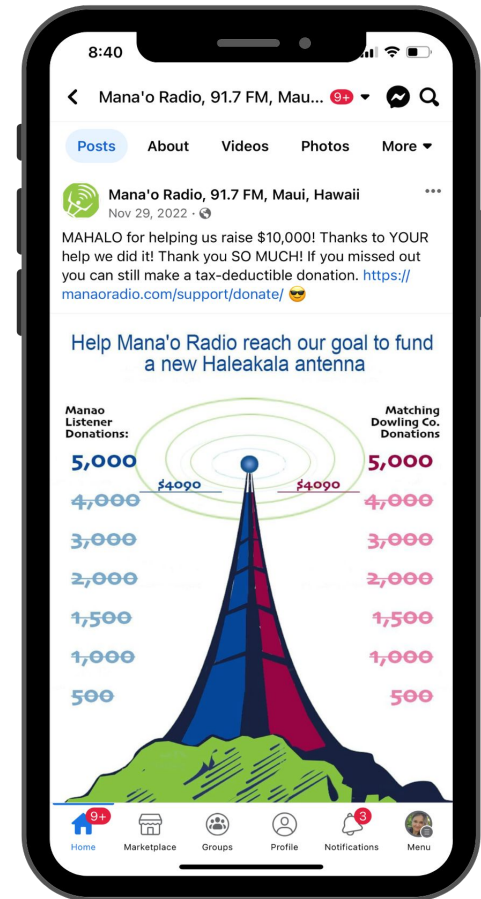 8:40
Mana'o Radio, 91.7 FM, Mau... 9+
Posts About Videos Photos More
Mana'o Radio, 91.7 FM, Maui, Hawaii
Nov 29, 2022 ·
MAHALO for helping us raise $10,000! Thanks to YOUR
help we did it! Thank you SO MUCH! If you missed out
you can still make a tax-deductible donation. https://
manaoradio.com/support/donate/ 😎
Help Mana'o Radio reach our goal to fund
a new Haleakala antenna
Manao
Listener
Donations:
Matching
Dowling Co.
Donations
5,000 5,000
$4090 $4090
4,000 4,000
3,000 3,000
2,000 2,000
1,500 1,500
1,000 1,000
500 500
9+ 3
Home Marketplace Groups Profile Notifications Menu